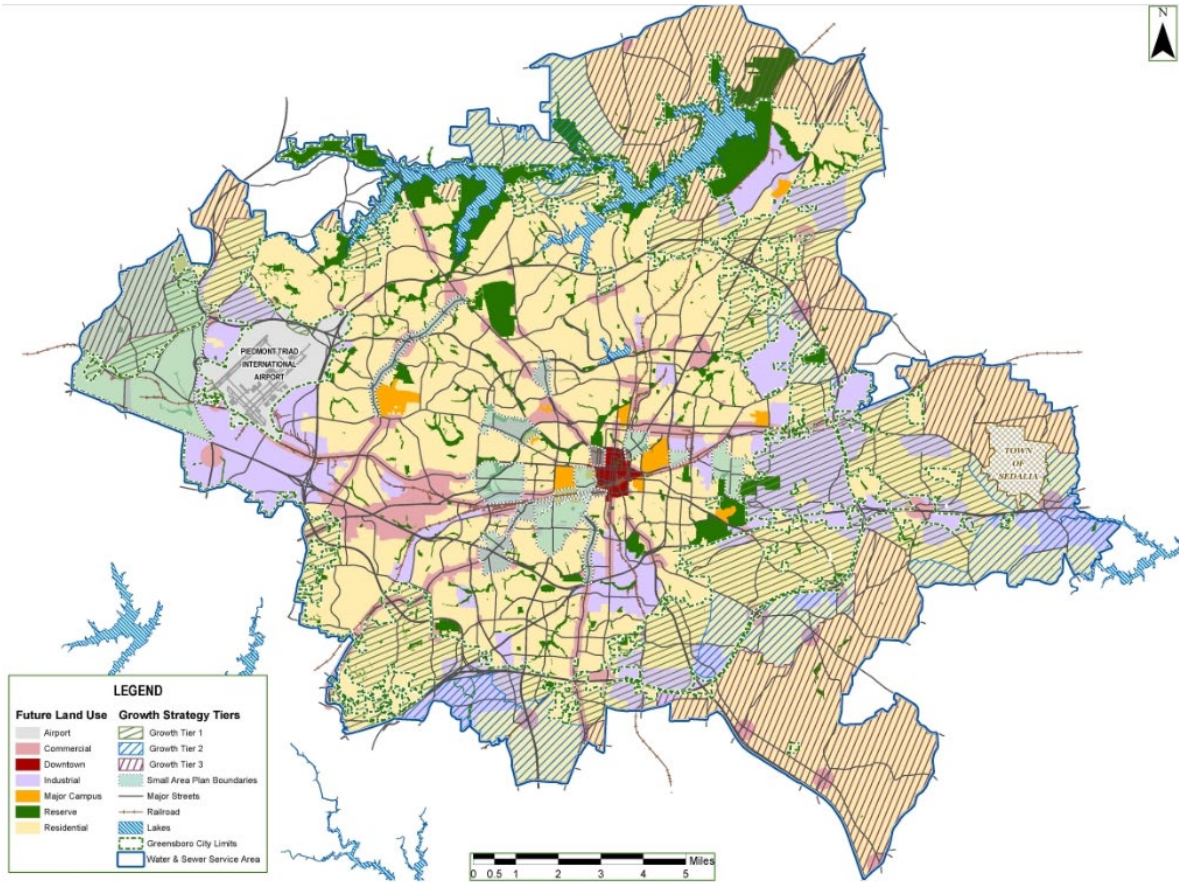 N
PIEDMONT TRIAD
INTERNATIONAL
AIRPORT
TOWN
OF
SEDALIA
LEGEND
Future Land Use
Airport
Commercial
Downtown
Industrial
Major Campus
Reserve
Residential
Growth Strategy Tiers
Growth Tier 1
Growth Tier 2
Growth Tier 3
Small Area Plan Boundaries
Major Streets
Railroad
Lakes
Greensboro City Limits
Water & Sewer Service Area
Miles
0 0.5 1 2 3 4 5